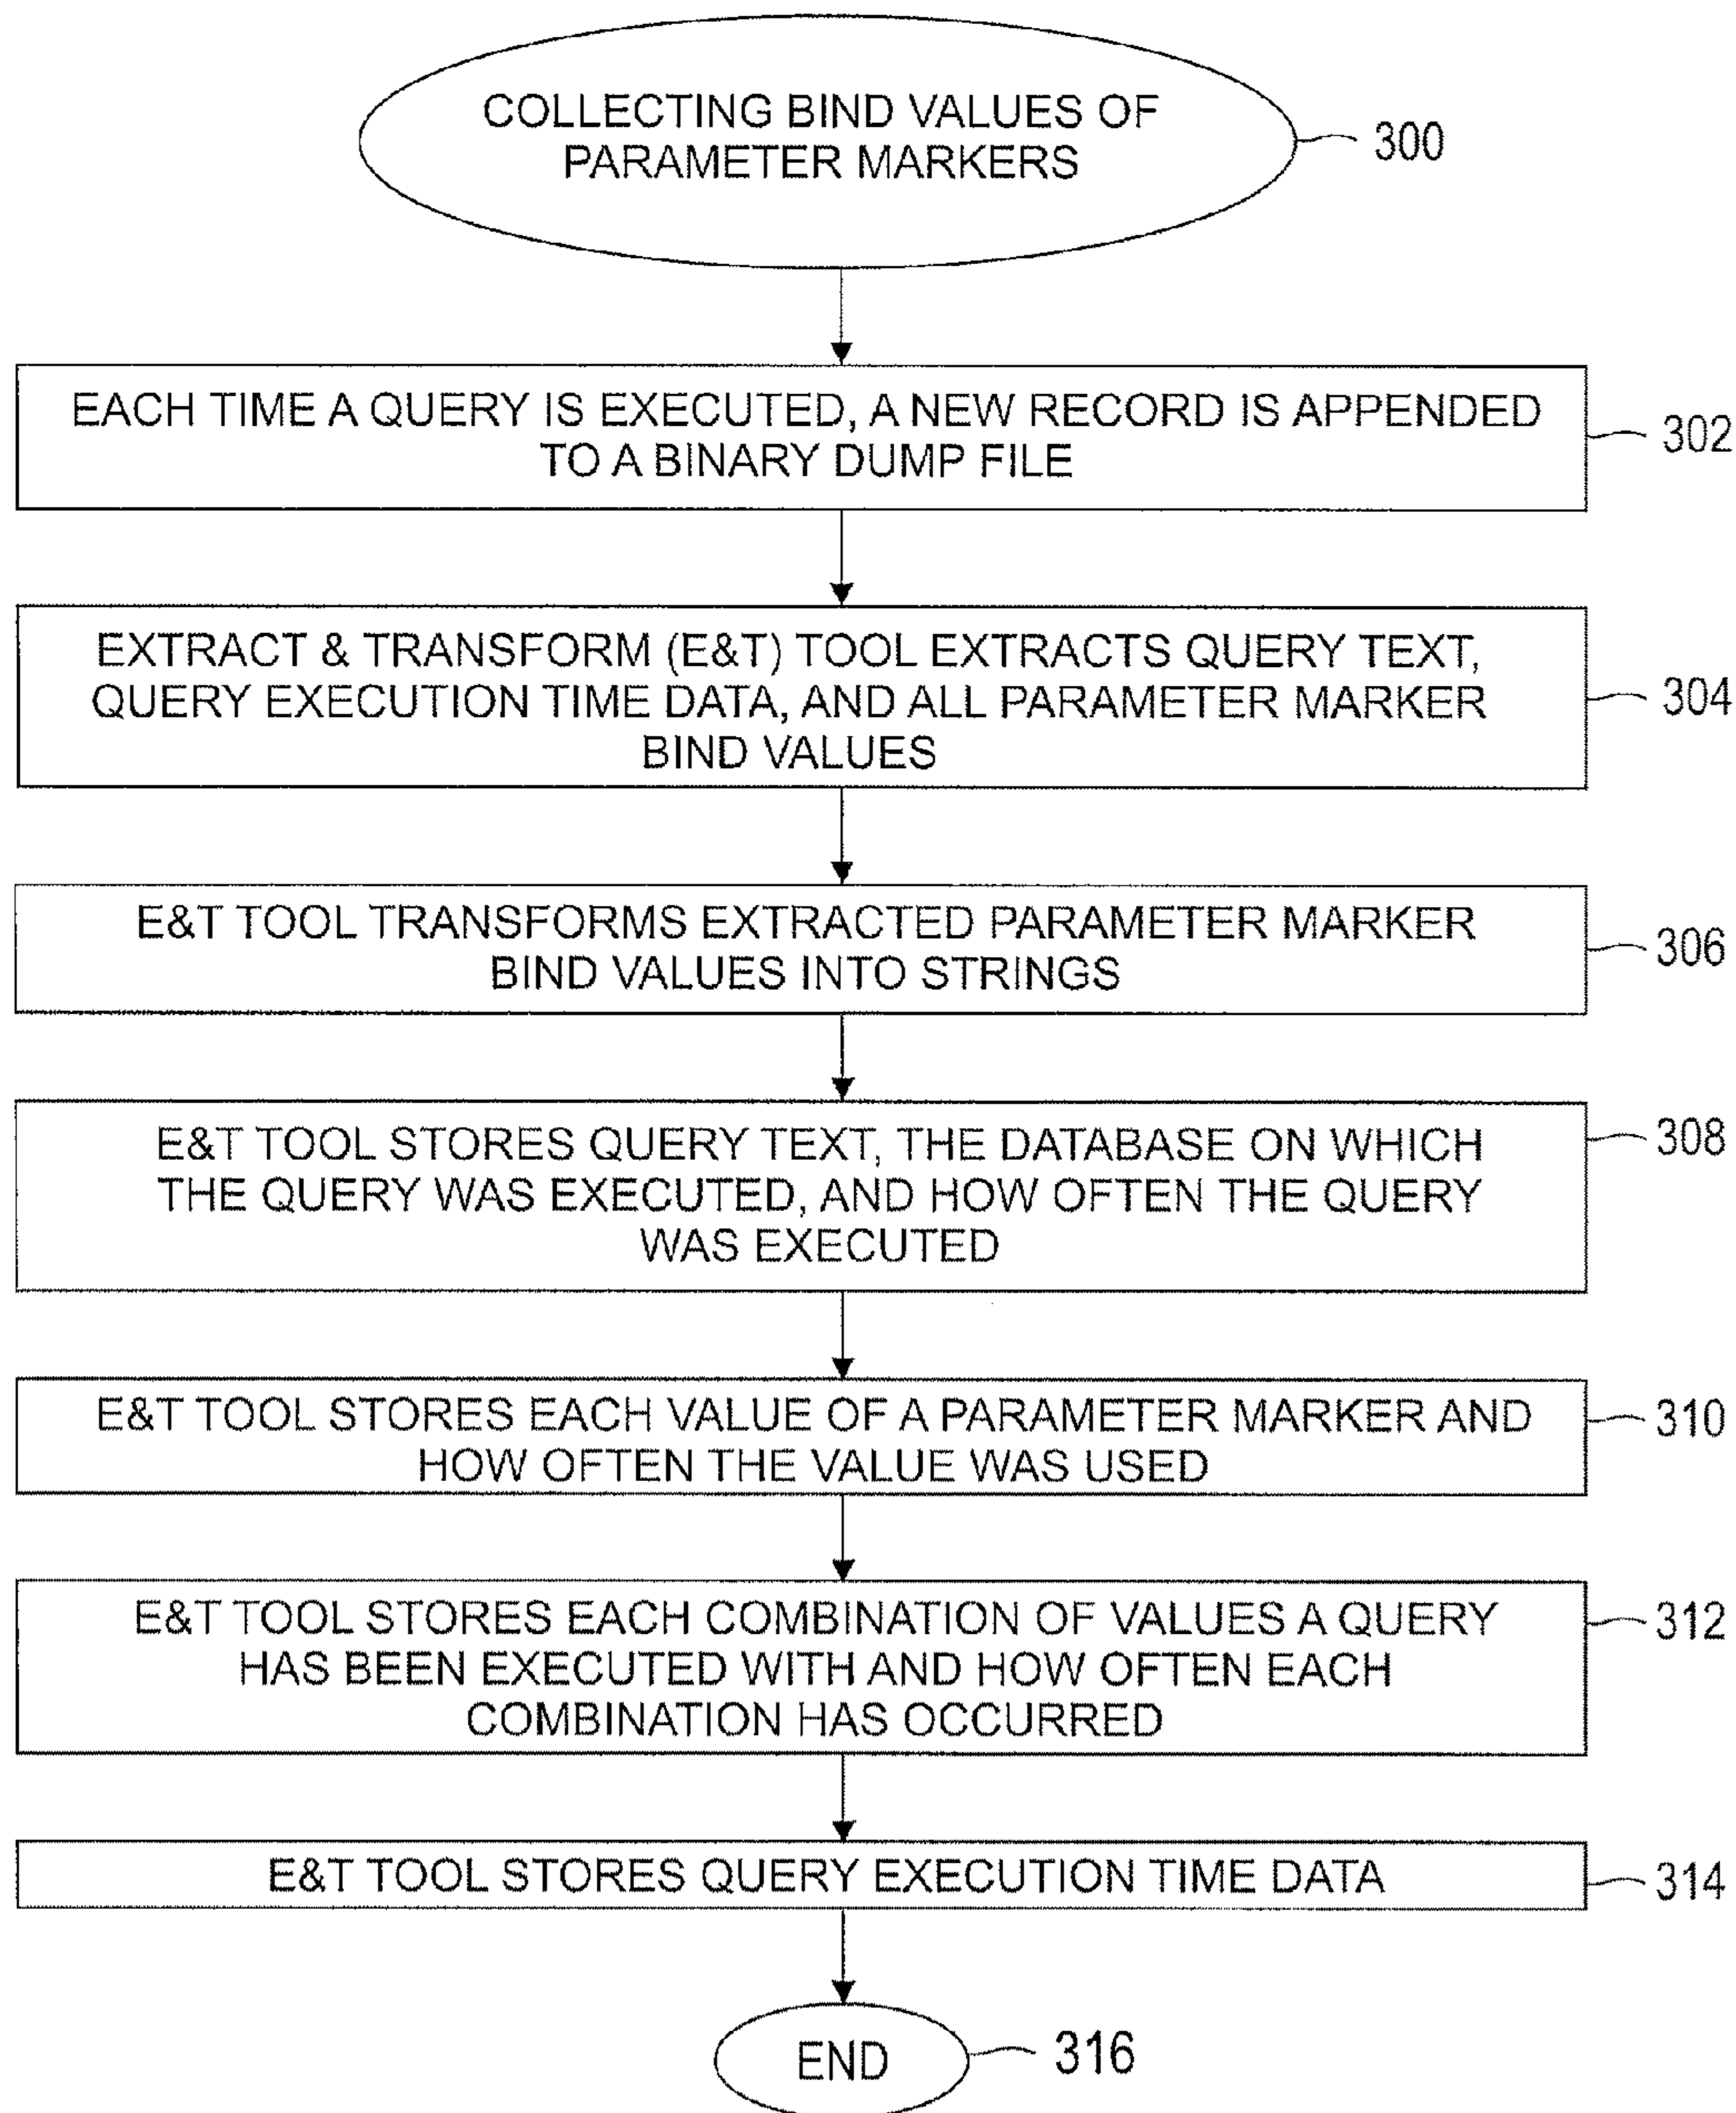 COLLECTING BIND VALUES OF
PARAMETER MARKERS
300
EACH TIME A QUERY IS EXECUTED, A NEW RECORD IS APPENDED
TO A BINARY DUMP FILE
302
EXTRACT & TRANSFORM (E&T) TOOL EXTRACTS QUERY TEXT,
QUERY EXECUTION TIME DATA, AND ALL PARAMETER MARKER
BIND VALUES
304
E&T TOOL TRANSFORMS EXTRACTED PARAMETER MARKER
BIND VALUES INTO STRINGS
306
E&T TOOL STORES QUERY TEXT, THE DATABASE ON WHICH
THE QUERY WAS EXECUTED, AND HOW OFTEN THE QUERY
WAS EXECUTED
308
E&T TOOL STORES EACH VALUE OF A PARAMETER MARKER AND
HOW OFTEN THE VALUE WAS USED
310
E&T TOOL STORES EACH COMBINATION OF VALUES A QUERY
HAS BEEN EXECUTED WITH AND HOW OFTEN EACH
COMBINATION HAS OCCURRED
312
E&T TOOL STORES QUERY EXECUTION TIME DATA
314
END
316